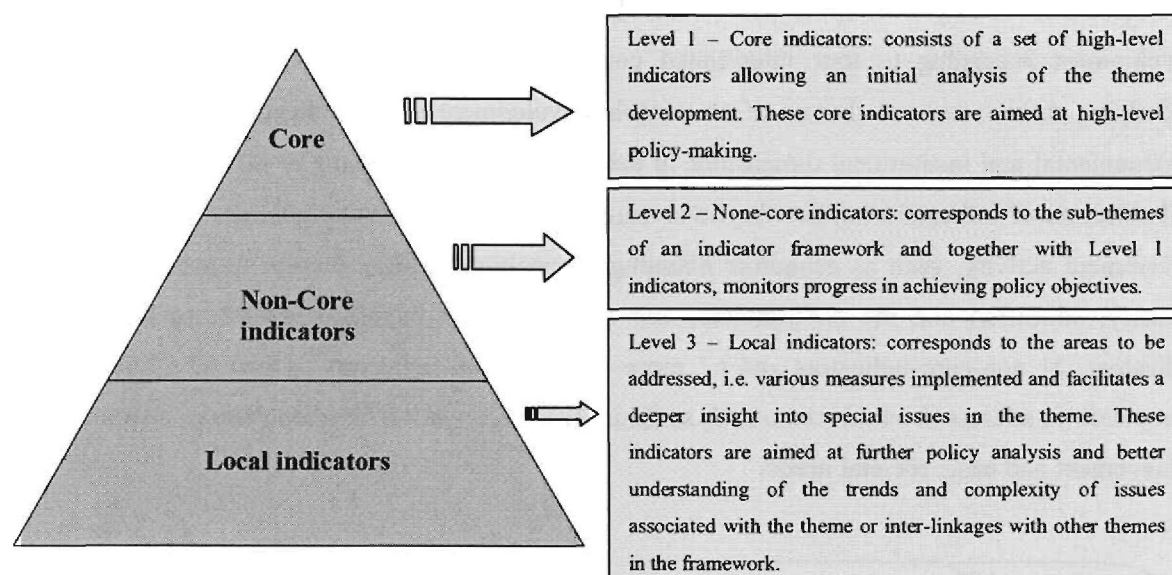 Core
Non-Core
indicators
Local indicators
Level 1 – Core indicators: consists of a set of high-level
indicators allowing an initial analysis of the theme
development. These core indicators are aimed at high-level
policy-making.
Level 2 – None-core indicators: corresponds to the sub-themes
of an indicator framework and together with Level 1
indicators, monitors progress in achieving policy objectives.
Level 3 – Local indicators: corresponds to the areas to be
addressed, i.e. various measures implemented and facilitates a
deeper insight into special issues in the theme. These
indicators are aimed at further policy analysis and better
understanding of the trends and complexity of issues
associated with the theme or inter-linkages with other themes
in the framework.